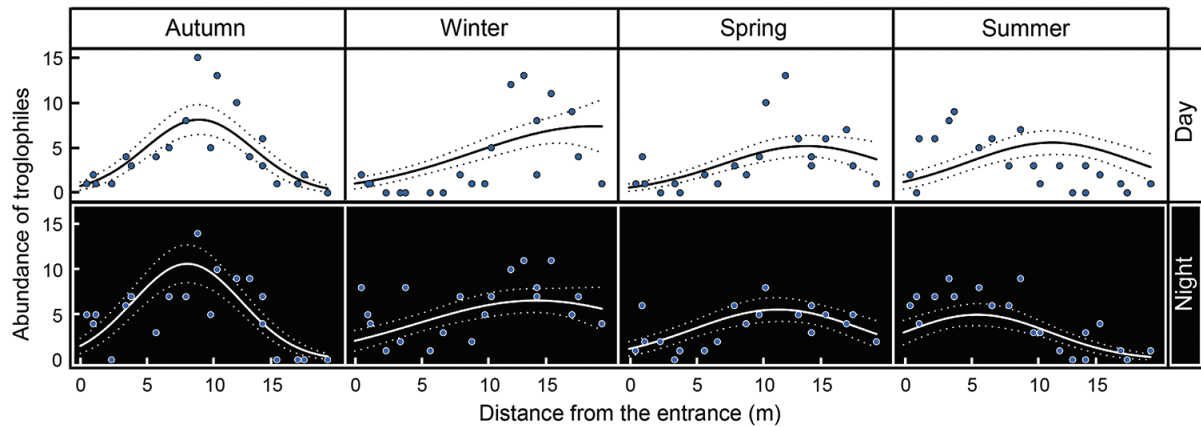 Autumn Winter Spring Summer
15
10
5
0
Day
15
10
5
0
Night
Abundance of troglophiles
0 5 10 15 0 5 10 15 0 5 10 15 0 5 10 15
Distance from the entrance (m)